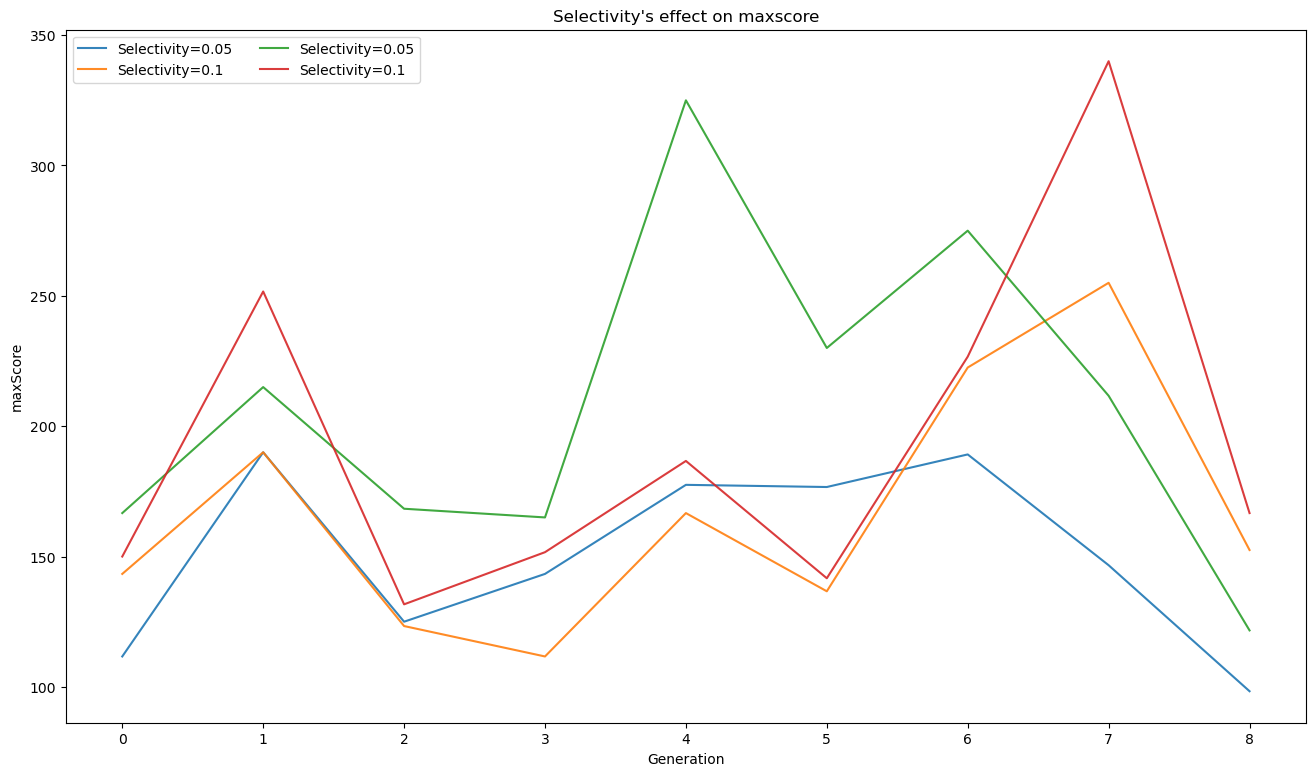 Selectivity's effect on maxscore
Selectivity=0.05
Selectivity=0.1
Selectivity=0.05
Selectivity=0.1
maxScore
350
300
250
200
150
100
0 1 2 3 4 5 6 7 8
Generation